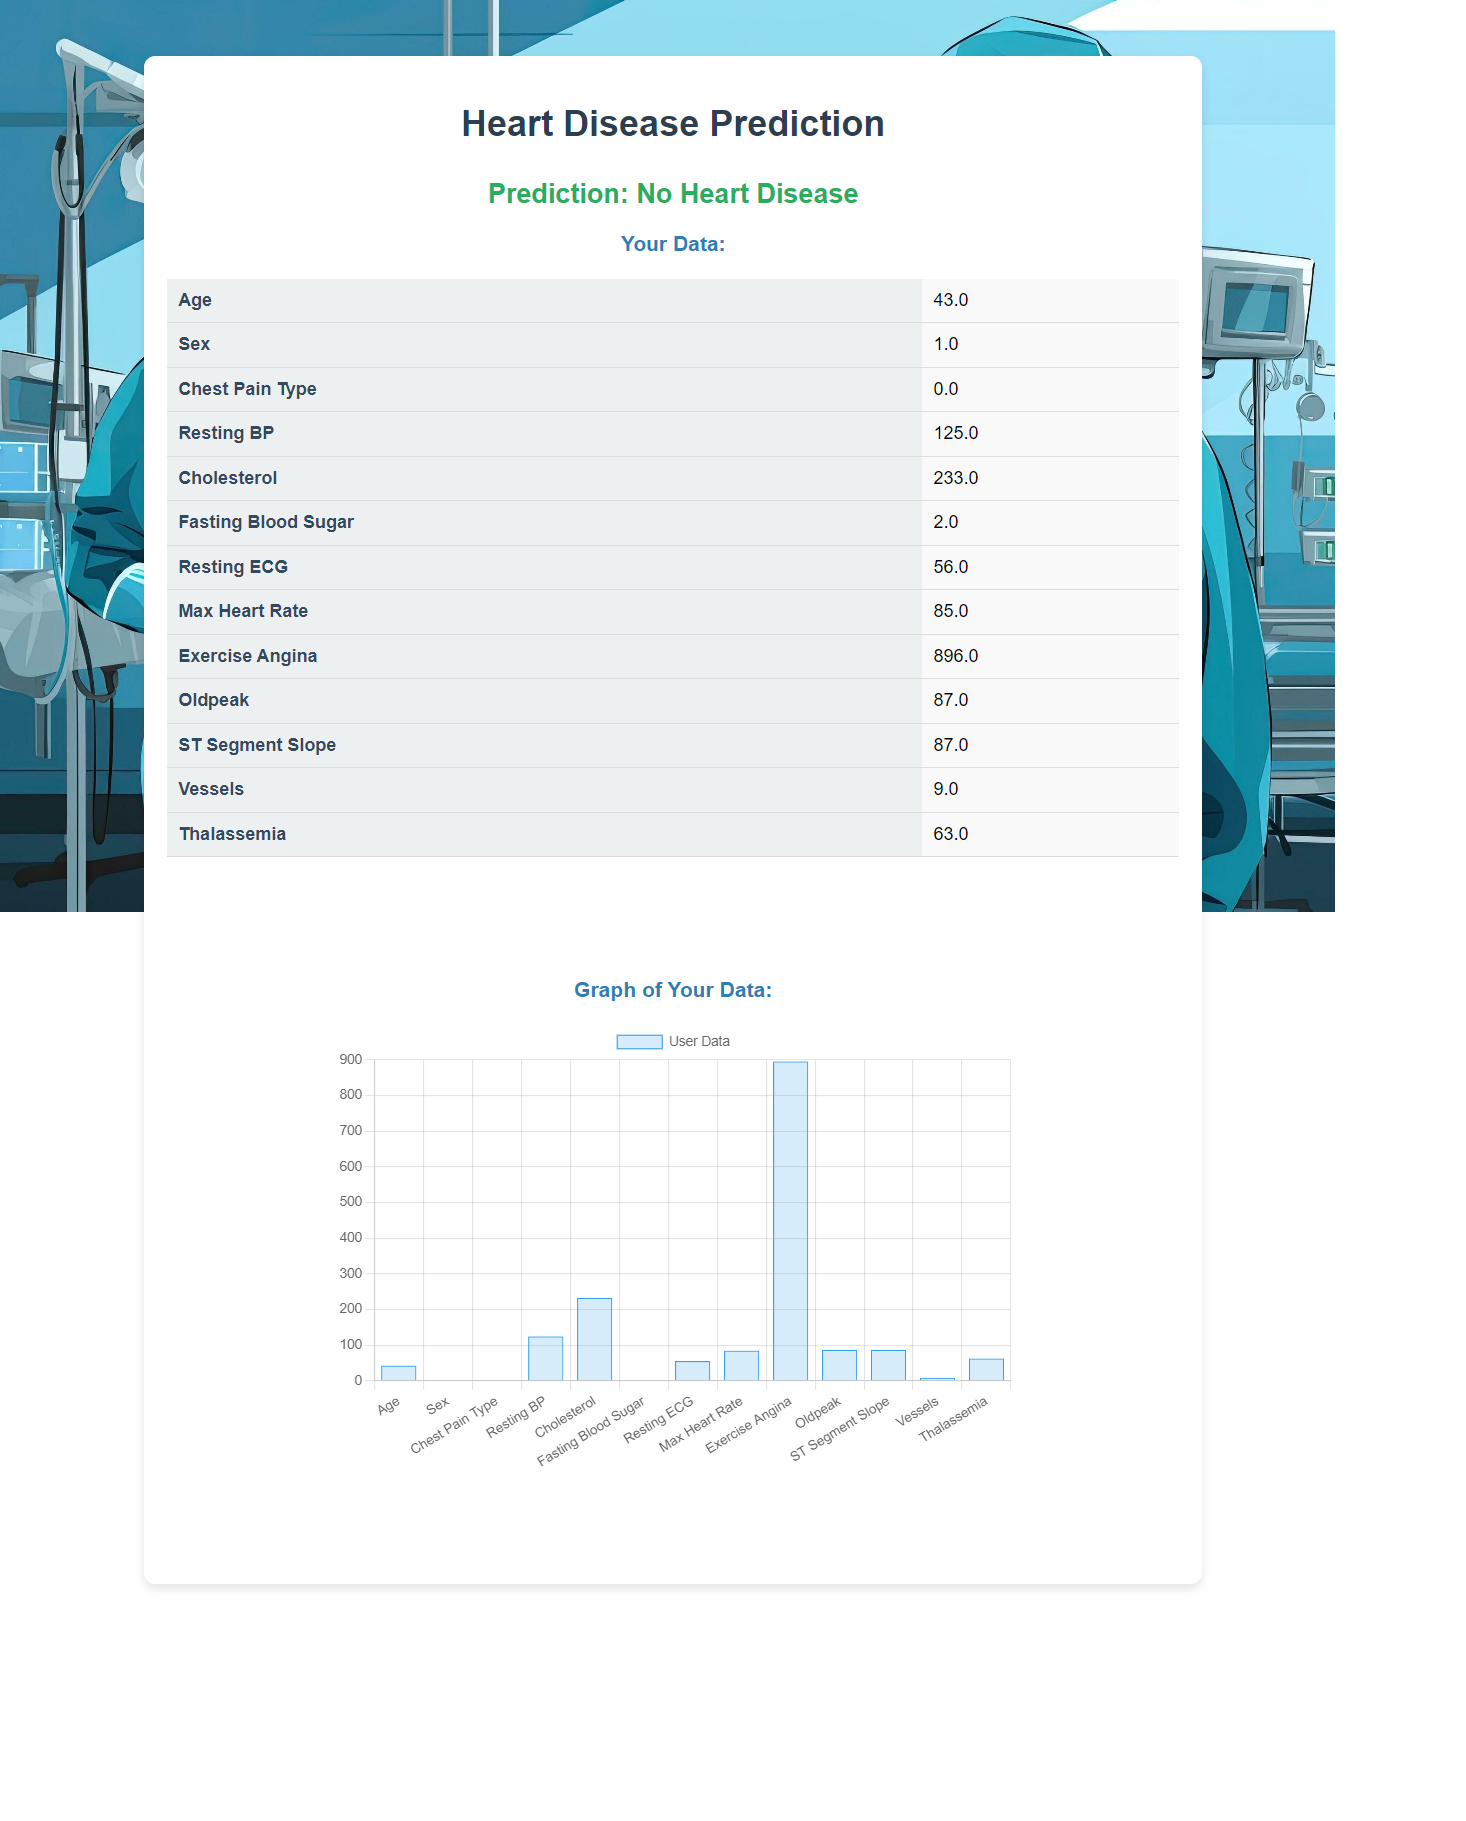 Heart Disease Prediction
Prediction: No Heart Disease
Your Data:
Age 43.0
Sex 1.0
Chest Pain Type 0.0
Resting BP 125.0
Cholesterol 233.0
Fasting Blood Sugar 2.0
Resting ECG 56.0
Max Heart Rate 85.0
Exercise Angina 896.0
Oldpeak 87.0
ST Segment Slope 87.0
Vessels 9.0
Thalassemia 63.0
Graph of Your Data:
User Data
900
800
700
600
500
400
300
200
100
0
Age
Sex
Chest Pain Type
Resting BP
Cholesterol
Fasting Blood Sugar
Resting ECG
Max Heart Rate
Exercise Angina
Oldpeak
ST Segment Slope
Vessels
Thalassemia